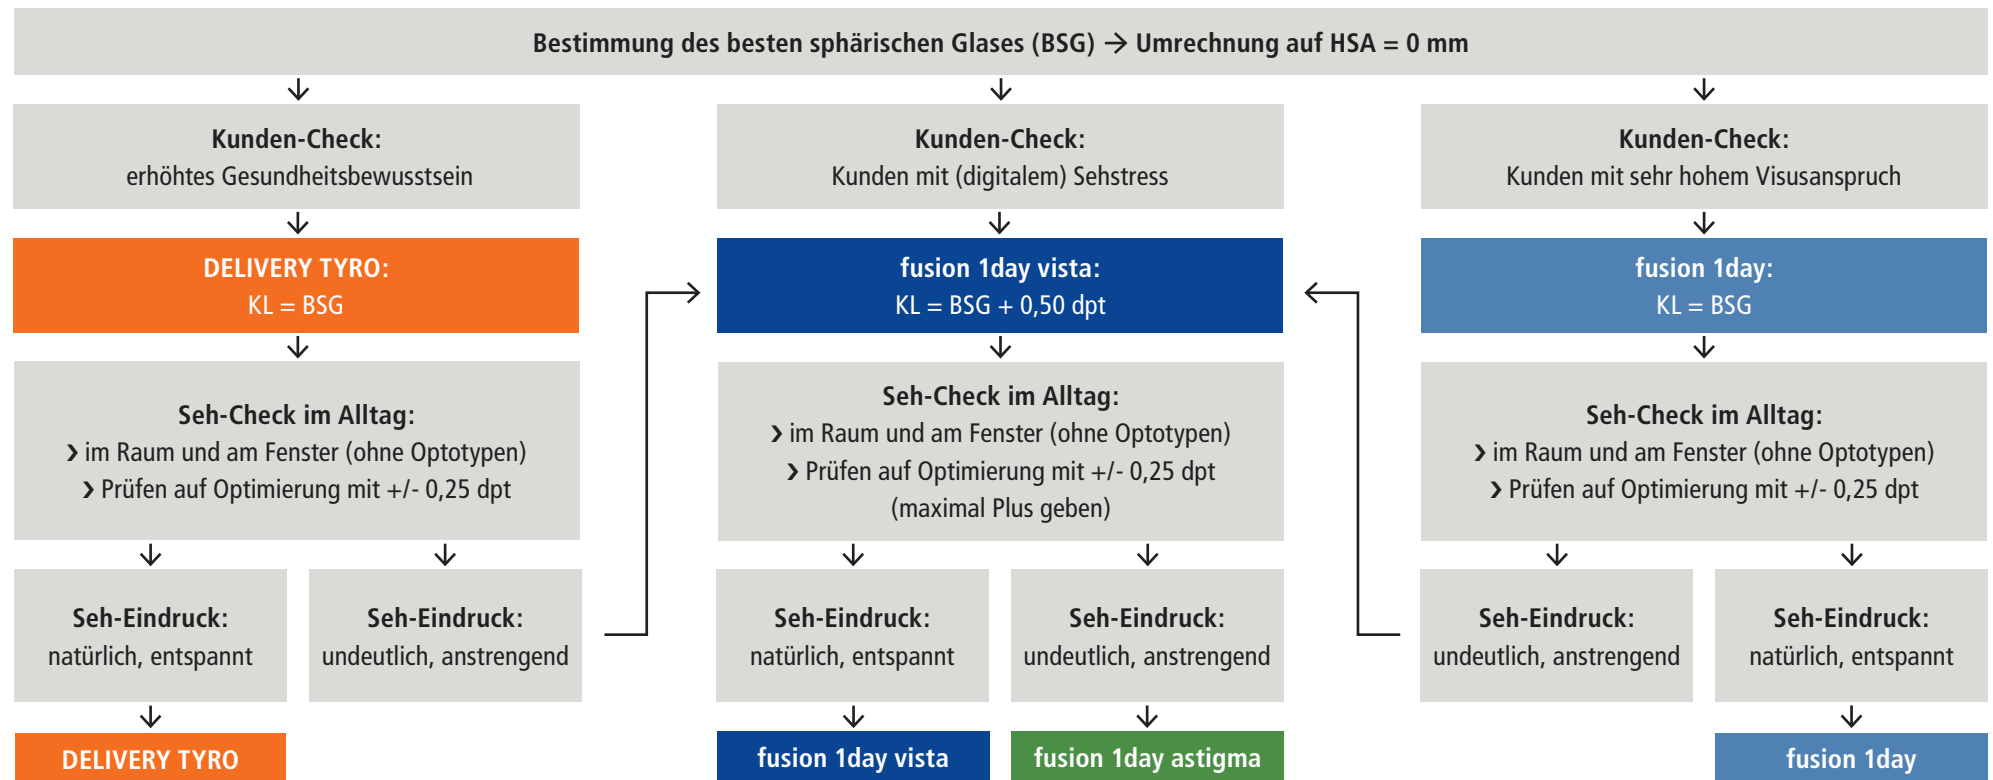 Bestimmung des besten sphärischen Glases (BSG) → Umrechnung auf HSA = 0 mm
Kunden-Check:
erhöhtes Gesundheitsbewusstsein
DELIVERY TYRO:
KL = BSG
Seh-Check im Alltag:
› im Raum und am Fenster (ohne Optotypen)
› Prüfen auf Optimierung mit +/- 0,25 dpt
Seh-Eindruck:
natürlich, entspannt
DELIVERY TYRO
Seh-Eindruck:
undeutlich, anstrengend
Kunden-Check:
Kunden mit (digitalem) Sehstress
fusion 1day vista:
KL = BSG + 0,50 dpt
Seh-Check im Alltag:
› im Raum und am Fenster (ohne Optotypen)
› Prüfen auf Optimierung mit +/- 0,25 dpt
(maximal Plus geben)
Seh-Eindruck:
natürlich, entspannt
fusion 1day vista
Seh-Eindruck:
undeutlich, anstrengend
fusion 1day astigma
Kunden-Check:
Kunden mit sehr hohem Visusanspruch
fusion 1day:
KL = BSG
Seh-Check im Alltag:
› im Raum und am Fenster (ohne Optotypen)
› Prüfen auf Optimierung mit +/- 0,25 dpt
Seh-Eindruck:
undeutlich, anstrengend
Seh-Eindruck:
natürlich, entspannt
fusion 1day